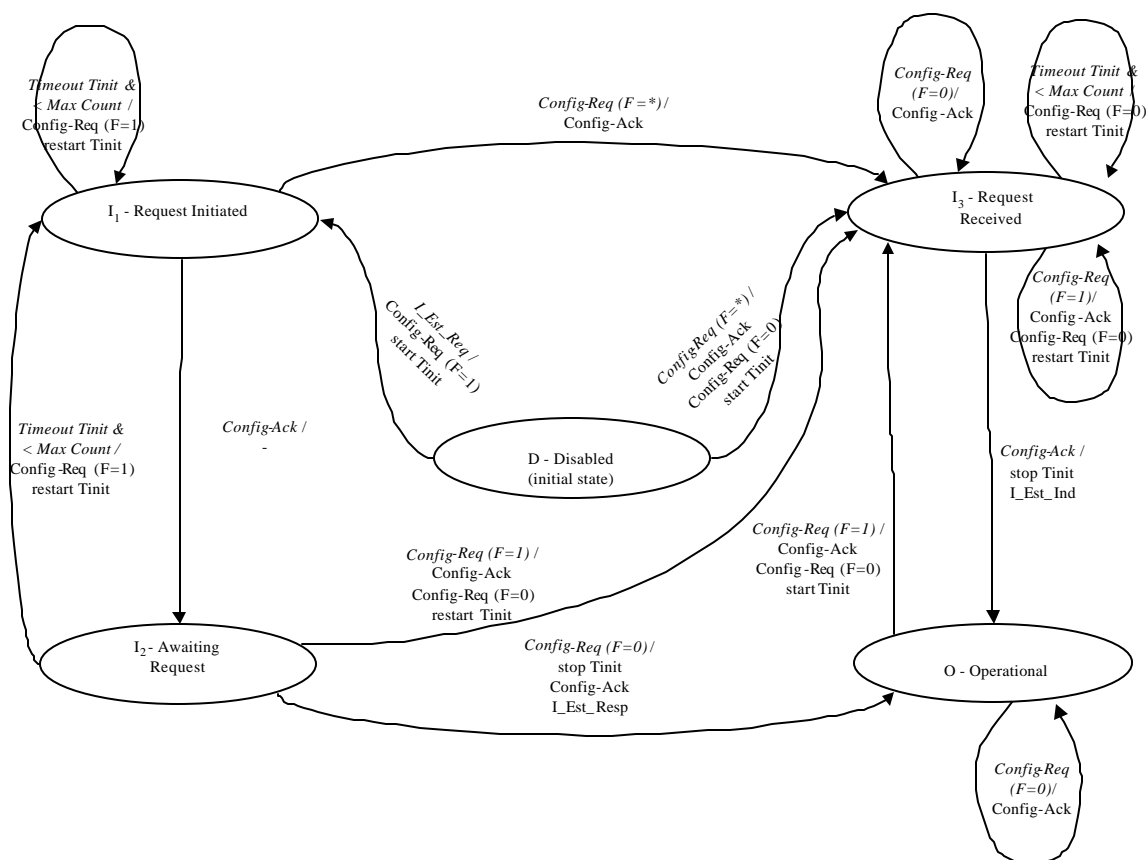 Timeout Tinit &
< Max Count /
Config-Req (F=1)
restart Tinit
Config-Req (F=*) /
Config-Ack
Config-Req
(F=0)/
Config-Ack
Timeout Tinit &
< Max Count /
Config-Req (F=0)
restart Tinit
I1 - Request Initiated
I3 - Request
Received
I_Est_Req /
Config-Req (F=1)
start Tinit
Config-Req (F=*) /
Config-Ack
Config-Req (F=0)
start Tinit
Config-Req
(F=1)/
Config-Ack
Config-Req (F=0)
restart Tinit
Timeout Tinit &
< Max Count /
Config-Req (F=1)
restart Tinit
Config-Ack /
-
D - Disabled
(initial state)
Config-Ack /
stop Tinit
I_Est_Ind
Config-Req (F=1) /
Config-Ack
Config-Req (F=0)
restart Tinit
Config-Req (F=1) /
Config-Ack
Config-Req (F=0)
start Tinit
I2 - Awaiting
Request
Config-Req (F=0) /
stop Tinit
Config-Ack
I_Est_Resp
O - Operational
Config-Req
(F=0)/
Config-Ack